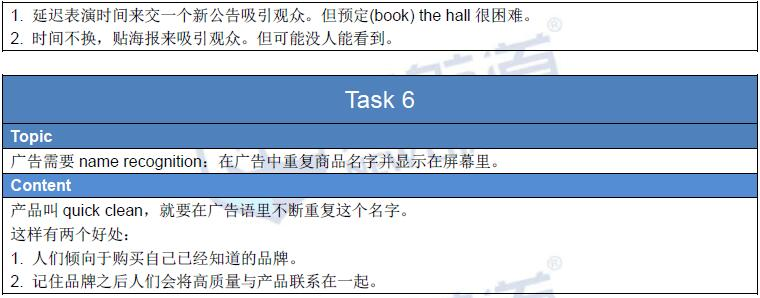 1. 延迟表演时间来交一个新公告吸引观众。但预定(book) the hall 很困难。
2. 时间不换，贴海报来吸引观众。但可能没人能看到。
Task 6
Topic
广告需要 name recognition：在广告中重复商品名字并显示在屏幕里。
Content
产品叫 quick clean，就要在广告语里不断重复这个名字。
这样有两个好处：
1. 人们倾向于购买自己已经知道的品牌。
2. 记住品牌之后人们会将高质量与产品联系在一起。